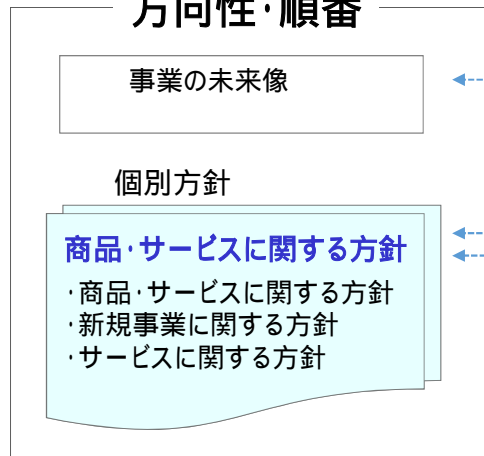 方向性･順番
事業の未来像
個別方針
商品･サービスに関する方針
･商品･サービスに関する方針
･新規事業に関する方針
･サービスに関する方針